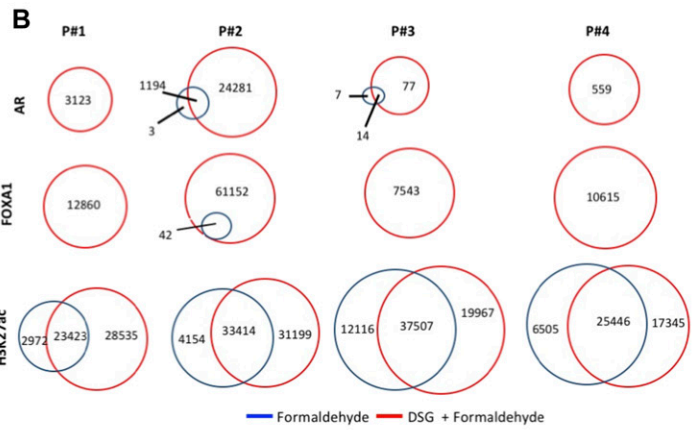 B
P#1 P#2 P#3 P#4
AR
3123
1194
24281
3
7
77
14
559
FOXA1
12860
61152
42
7543
10615
H3K27ac
2972 23423 28535
4154 33414 31199
12116 37507 19967
6505 25446 17345
Formaldehyde DSG + Formaldehyde